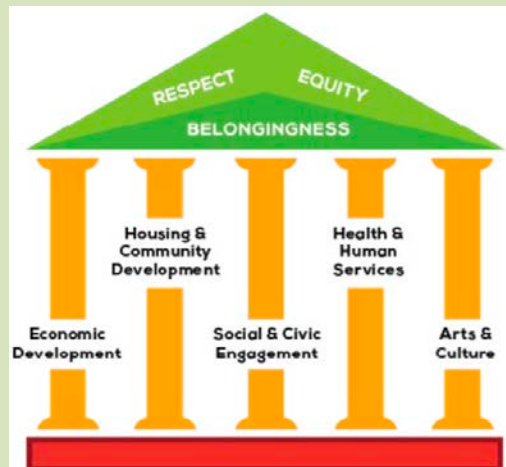 RESPECT
EQUITY
BELONGINGNESS
Housing &
Community
Development
Health &
Human
Services
Economic
Development
Social & Civic
Engagement
Arts &
Culture